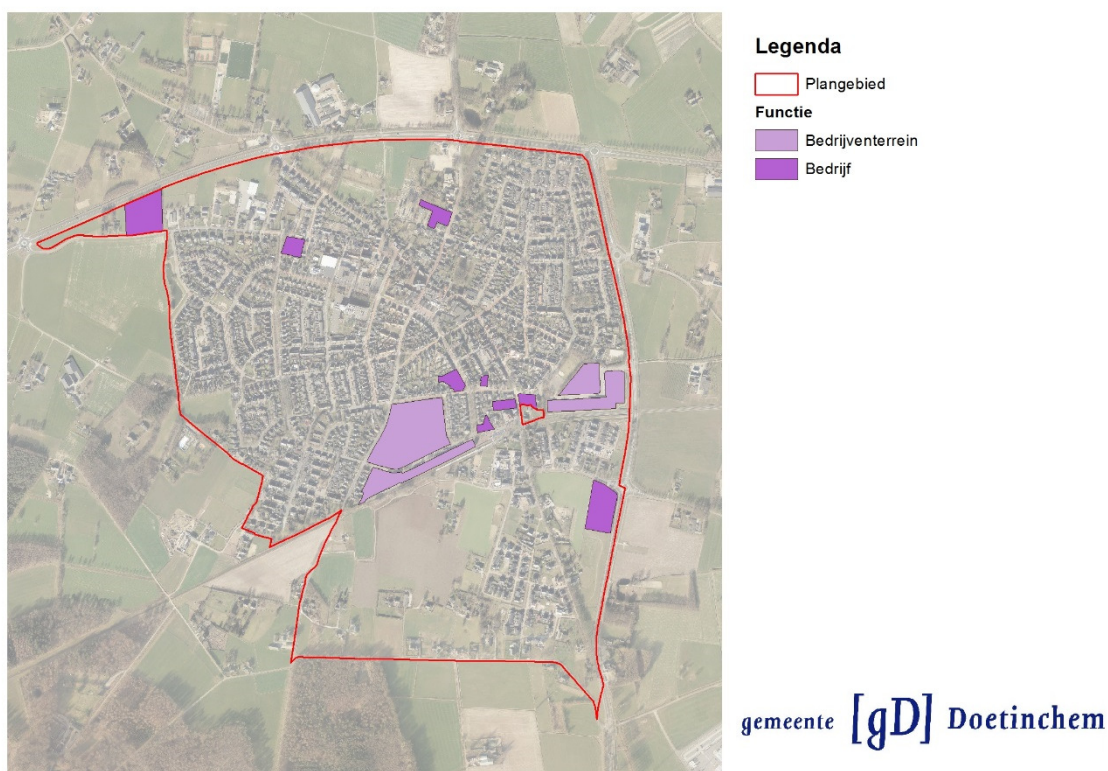 Legenda
Plangebied
Functie
Bedrijventerrein
Bedrijf
gemeente [gD] Doetinchem